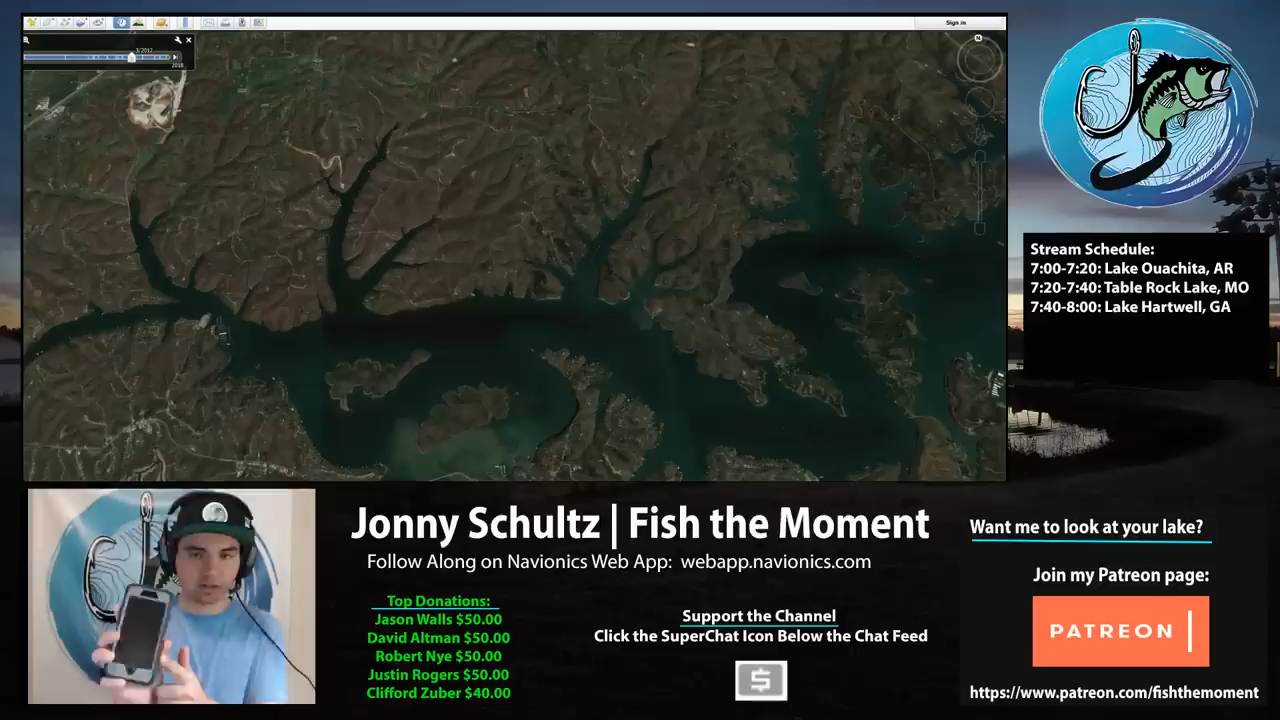 Sign in
3/2012
2018
N
Stream Schedule:
7:00-7:20: Lake Ouachita, AR
7:20-7:40: Table Rock Lake, MO
7:40-8:00: Lake Hartwell, GA
Jonny Schultz | Fish the Moment
Follow Along on Navionics Web App: webapp.navionics.com
Top Donations:
Jason Walls $50.00
David Altman $50.00
Robert Nye $50.00
Justin Rogers $50.00
Clifford Zuber $40.00
Support the Channel
Click the SuperChat Icon Below the Chat Feed
$
Want me to look at your lake?
Join my Patreon page:
PATREON
https://www.patreon.com/fishthemoment